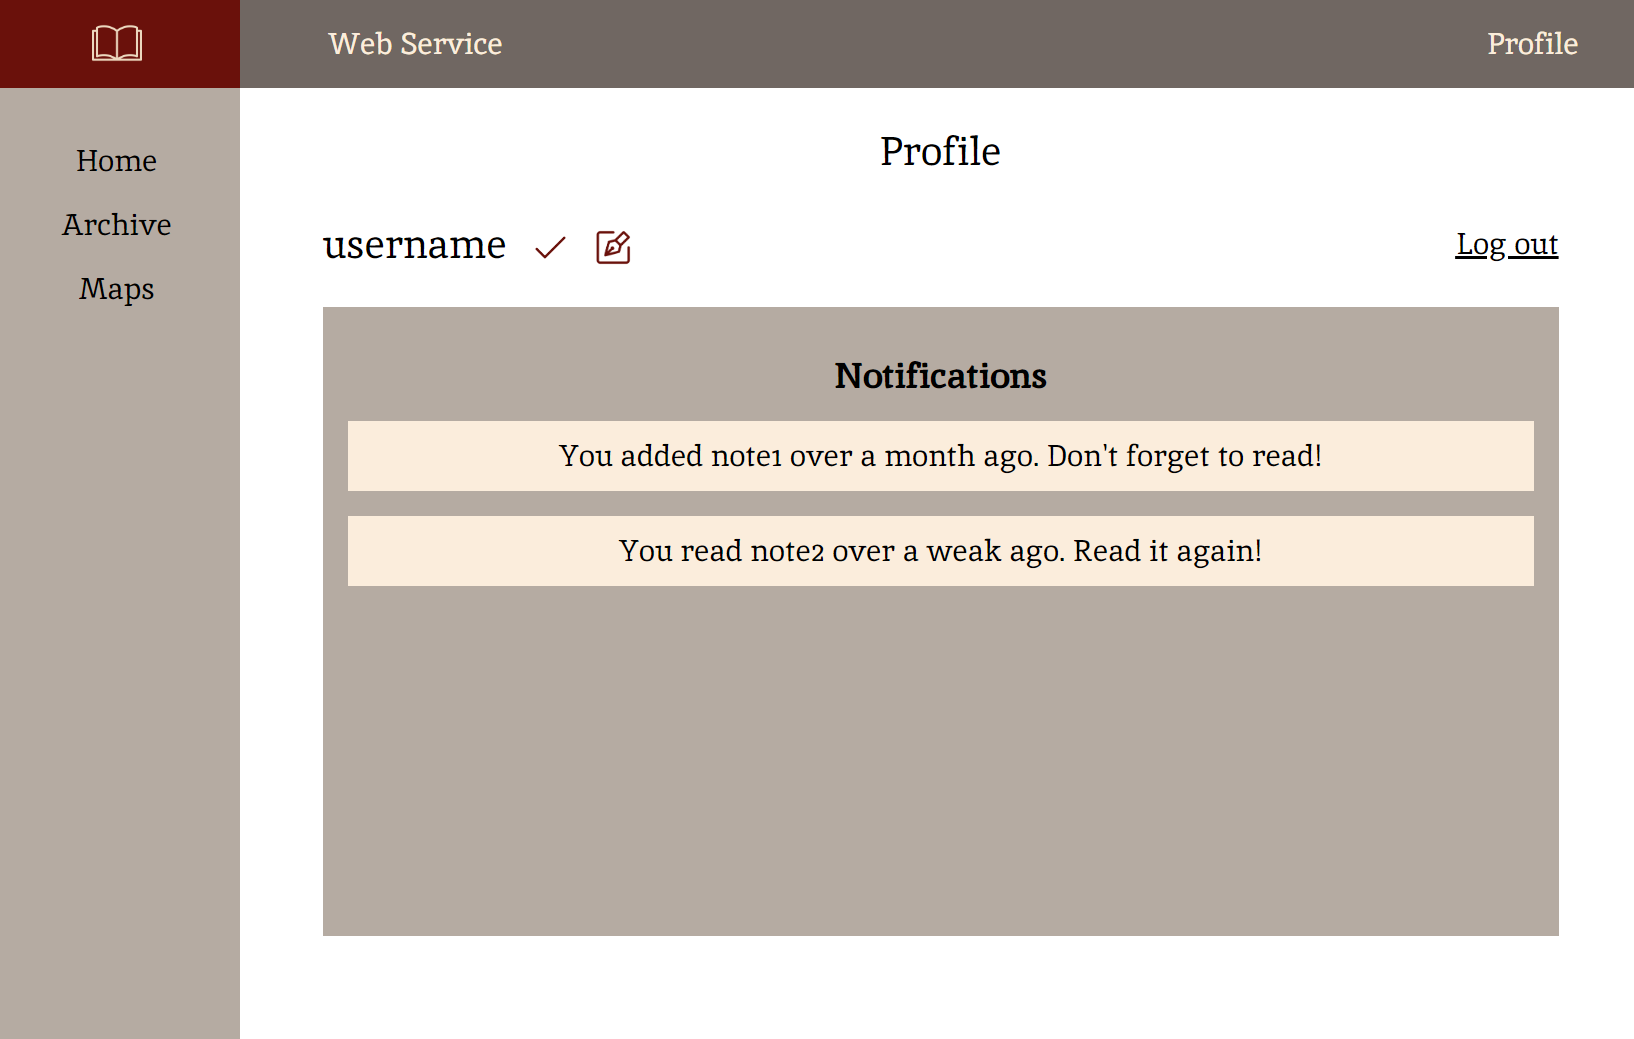 Web Service
Profile
Home
Archive
Maps
Profile
username
Log out
Notifications
You added note1 over a month ago. Don't forget to read!
You read note2 over a weak ago. Read it again!